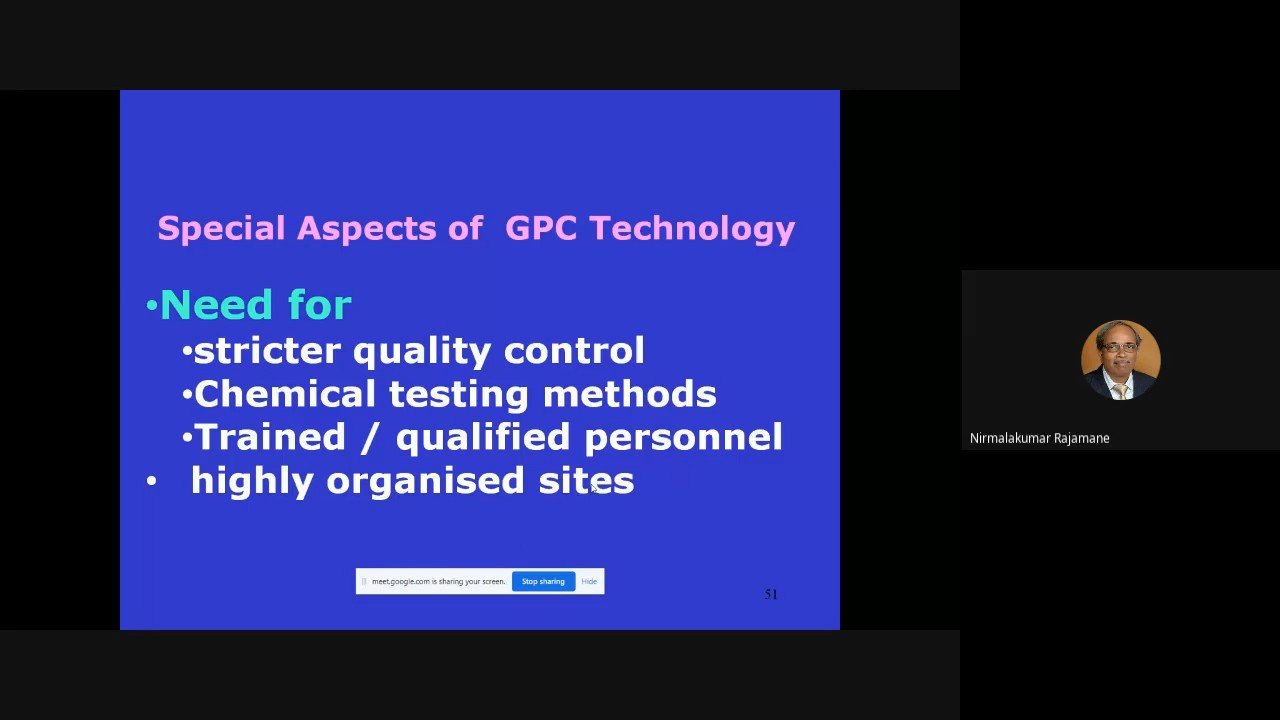 Special Aspects of GPC Technology
•Need for
•stricter quality control
•Chemical testing methods
•Trained / qualified personnel
• highly organised sites
meet.google.com is sharing your screen. Stop sharing Hide
51
Nirmalakumar Rajamane